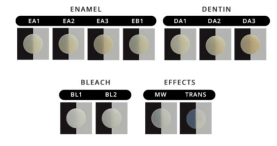 ENAMEL DENTIN
EA1 EA2 EA3 EB1 DA1 DA2 DA3
BLEACH EFFECTS
BL1 BL2 MW TRANS